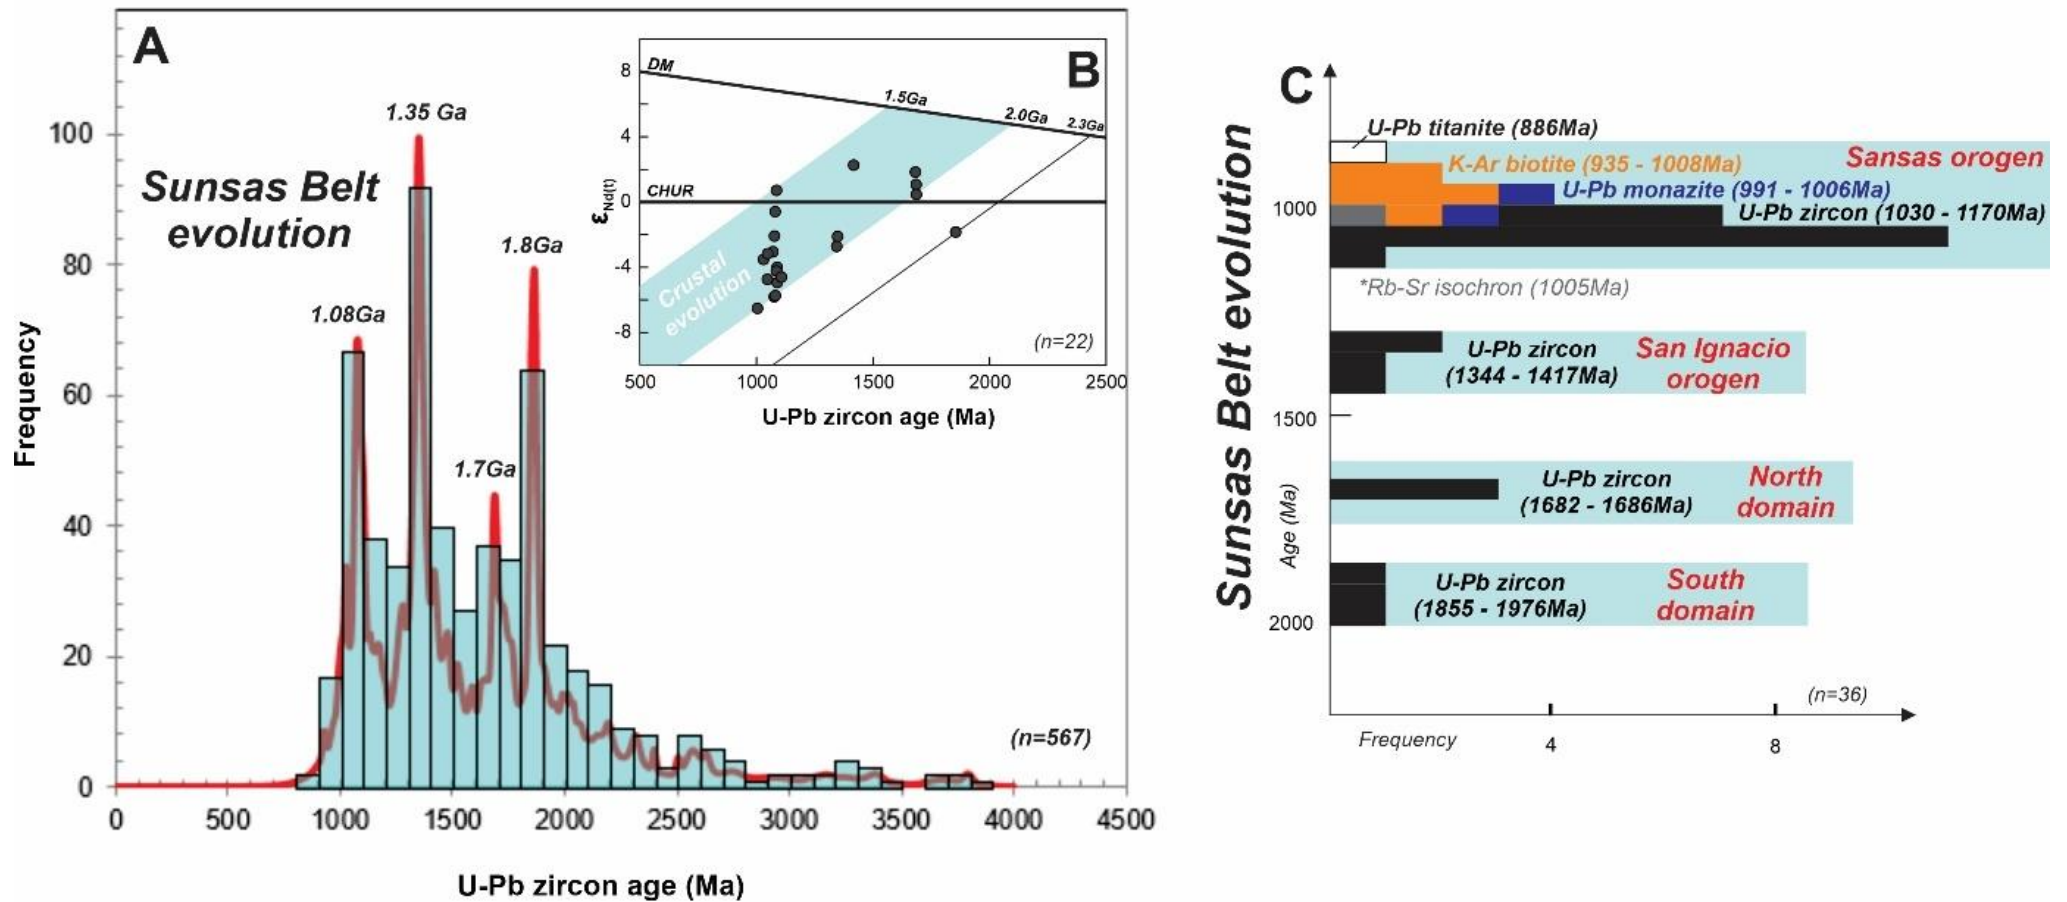 A
Sunsas Belt
evolution
1.08Ga
1.35 Ga
1.7Ga
1.8Ga
(n=567)
Frequency
100
80
60
40
20
0
0
500
1000
1500
2000
2500
3000
3500
4000
4500
U-Pb zircon age (Ma)
B
DM
1.5Ga
2.0Ga
2.3Ga
CHUR
Crustal
evolution
(n=22)
εNd(t)
8
4
0
-4
-8
500
1000
1500
2000
2500
U-Pb zircon age (Ma)
C
Sunsas Belt evolution
Age (Ma)
1000
1500
2000
U-Pb titanite (886Ma)
Sansas orogen
K-Ar biotite (935 - 1008Ma)
U-Pb monazite (991 - 1006Ma)
U-Pb zircon (1030 - 1170Ma)
*Rb-Sr isochron (1005Ma)
U-Pb zircon
(1344 - 1417Ma)
San Ignacio
orogen
U-Pb zircon
(1682 - 1686Ma)
North
domain
U-Pb zircon
(1855 - 1976Ma)
South
domain
(n=36)
Frequency
4
8